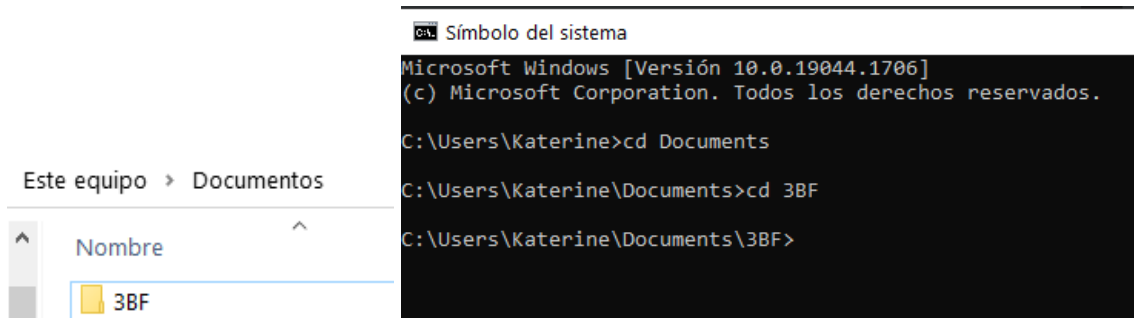 Este equipo > Documentos
Nombre
3BF
Símbolo del sistema
Microsoft Windows [Versión 10.0.19044.1706]
(c) Microsoft Corporation. Todos los derechos reservados.
C:\Users\Katerine>cd Documents
C:\Users\Katerine\Documents>cd 3BF
C:\Users\Katerine\Documents\3BF>